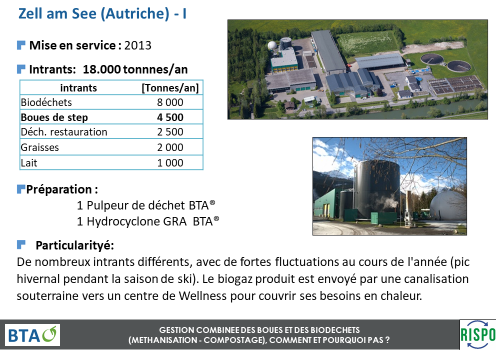 Zell am See (Autriche) - I
Mise en service : 2013
Intrants: 18.000 tonnnes/an
intrants [Tonnes/an]
Biodéchets 8 000
Boues de step 4 500
Déch. restauration 2 500
Graisses 2 000
Lait 1 000
Préparation :
1 Pulpeur de déchet BTA®
1 Hydrocyclone GRA BTA®
Particularityé:
De nombreux intrants différents, avec de fortes fluctuations au cours de l'année (pic
hivernal pendant la saison de ski). Le biogaz produit est envoyé par une canalisation
souterraine vers un centre de Wellness pour couvrir ses besoins en chaleur.
BTA
GESTION COMBINEE DES BOUES ET DES BIODECHETS
(METHANISATION - COMPOSTAGE), COMMENT ET POURQUOI PAS ?
RISPO